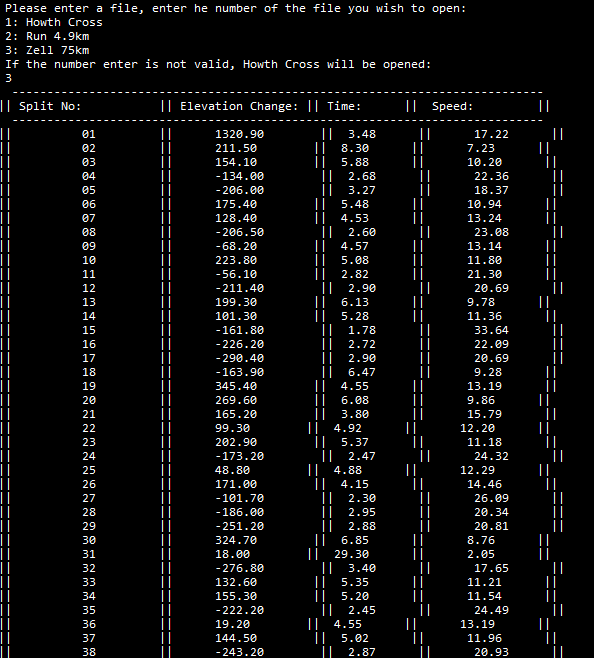 Please enter a file, enter he number of the file you wish to open:
1: Howth Cross
2: Run 4.9km
3: Zell 75km
If the number enter is not valid, Howth Cross will be opened:
3
----------------------------------------------------------------------------
|| Split No: || Elevation Change: || Time: || Speed: ||
----------------------------------------------------------------------------
|| 01 || 1320.90 || 3.48 || 17.22 ||
|| 02 || 211.50 || 8.30 || 7.23 ||
|| 03 || 154.10 || 5.88 || 10.20 ||
|| 04 || -134.00 || 2.68 || 22.36 ||
|| 05 || -206.00 || 3.27 || 18.37 ||
|| 06 || 175.40 || 5.48 || 10.94 ||
|| 07 || 128.40 || 4.53 || 13.24 ||
|| 08 || -206.50 || 2.60 || 23.08 ||
|| 09 || -68.20 || 4.57 || 13.14 ||
|| 10 || 223.80 || 5.08 || 11.80 ||
|| 11 || -56.10 || 2.82 || 21.30 ||
|| 12 || -211.40 || 2.90 || 20.69 ||
|| 13 || 199.30 || 6.13 || 9.78 ||
|| 14 || 101.30 || 5.28 || 11.36 ||
|| 15 || -161.80 || 1.78 || 33.64 ||
|| 16 || -226.20 || 2.72 || 22.09 ||
|| 17 || -290.40 || 2.90 || 20.69 ||
|| 18 || -163.90 || 6.47 || 9.28 ||
|| 19 || 345.40 || 4.55 || 13.19 ||
|| 20 || 269.60 || 6.08 || 9.86 ||
|| 21 || 165.20 || 3.80 || 15.79 ||
|| 22 || 99.30 || 4.92 || 12.20 ||
|| 23 || 202.90 || 5.37 || 11.18 ||
|| 24 || -173.20 || 2.47 || 24.32 ||
|| 25 || 48.80 || 4.88 || 12.29 ||
|| 26 || 171.00 || 4.15 || 14.46 ||
|| 27 || -101.70 || 2.30 || 26.09 ||
|| 28 || -186.00 || 2.95 || 20.34 ||
|| 29 || -251.20 || 2.88 || 20.81 ||
|| 30 || 324.70 || 6.85 || 8.76 ||
|| 31 || 18.00 || 29.30 || 2.05 ||
|| 32 || -276.80 || 3.40 || 17.65 ||
|| 33 || 132.60 || 5.35 || 11.21 ||
|| 34 || 155.30 || 5.20 || 11.54 ||
|| 35 || -222.20 || 2.45 || 24.49 ||
|| 36 || 19.20 || 4.55 || 13.19 ||
|| 37 || 144.50 || 5.02 || 11.96 ||
|| 38 || -243.20 || 2.87 || 20.93 ||